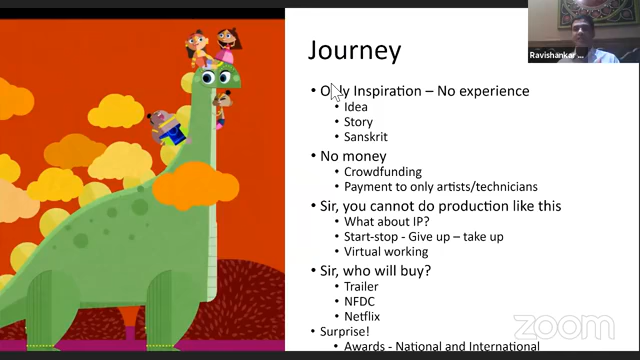 Journey
• Only Inspiration – No experience
• Idea
• Story
• Sanskrit
• No money
• Crowdfunding
• Payment to only artists/technicians
• Sir, you cannot do production like this
• What about IP?
• Start-stop - Give up – take up
• Virtual working
• Sir, who will buy?
• Trailer
• NFDC
• Netflix
• Surprise!
• Awards - National and International
Ravishankar ...
zoom